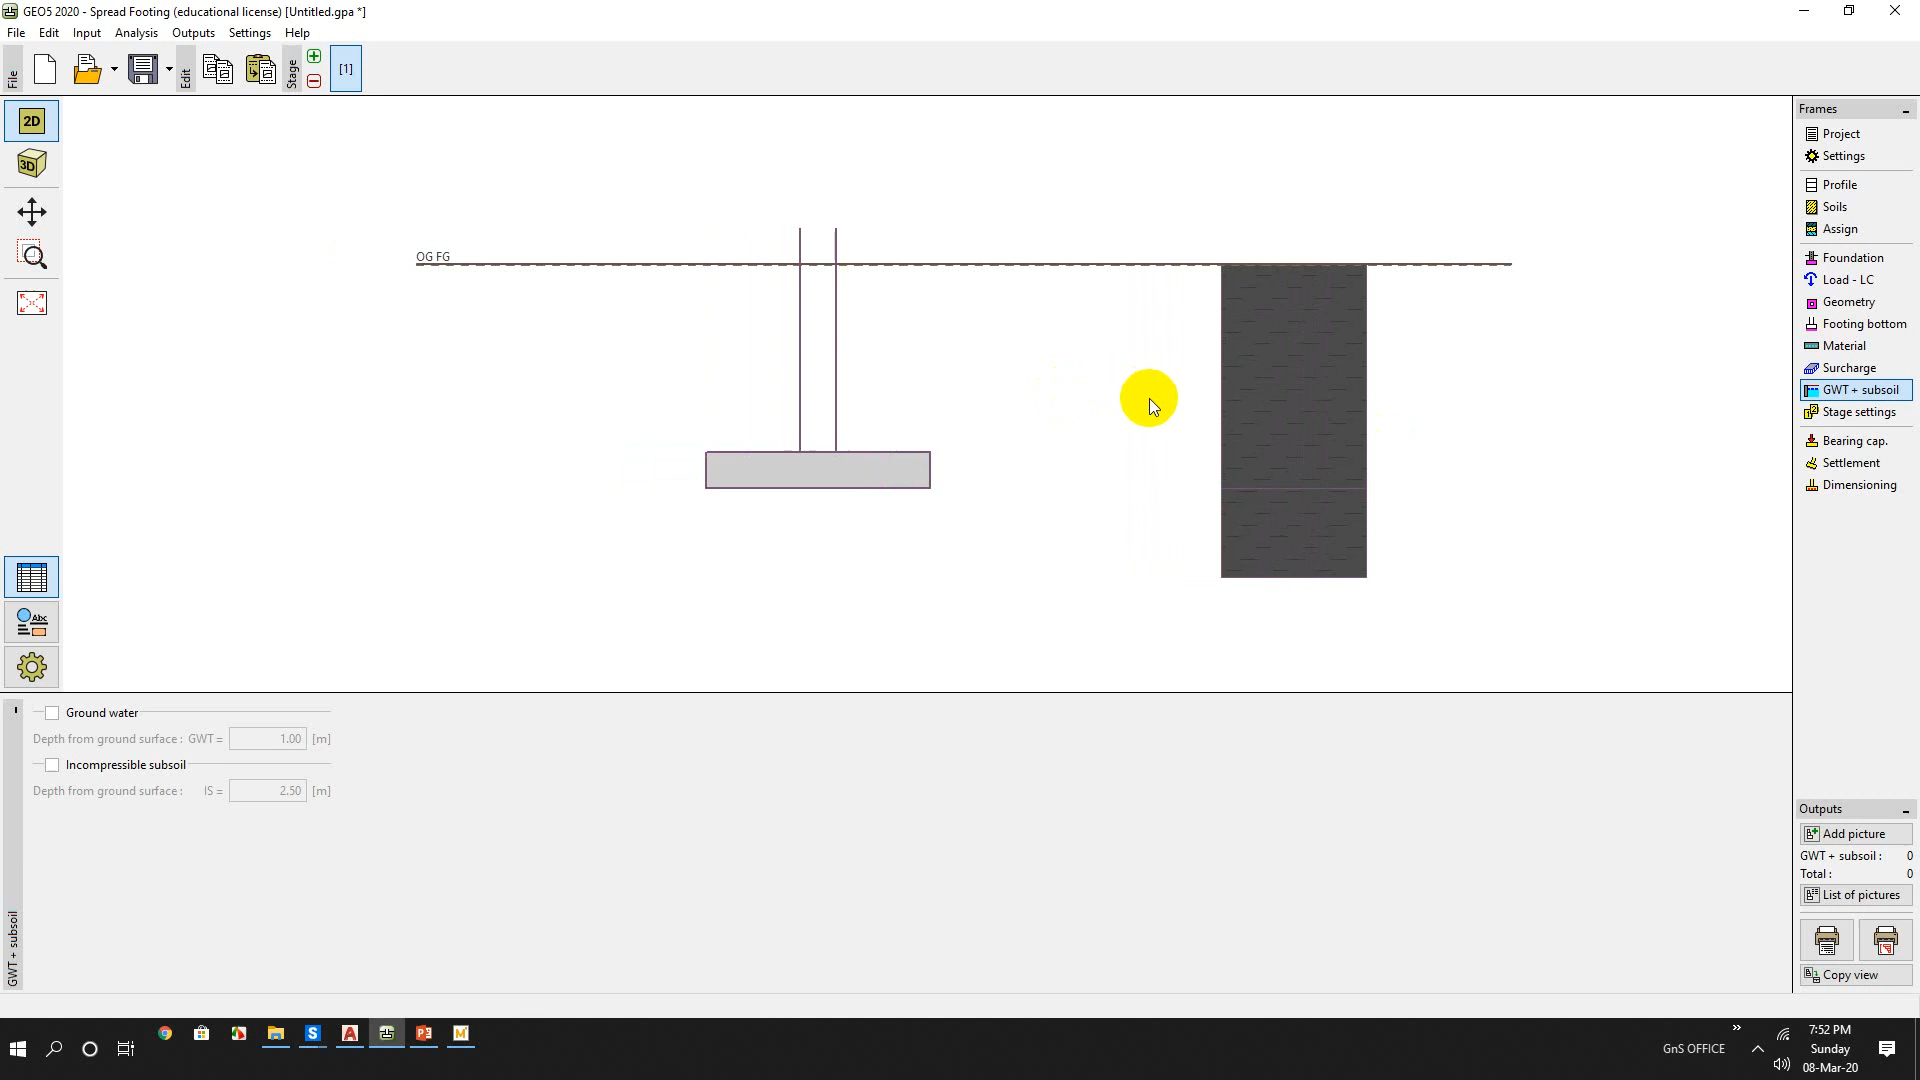 GEO5 2020 - Spread Footing (educational license) [Untitled.gpa *]
File Edit Input Analysis Outputs Settings Help
File
Edit
Stage
[1]
2D
3D
Abc
OG FG
Frames
Project
Settings
Profile
Soils
Assign
Foundation
Load - LC
Geometry
Footing bottom
Material
Surcharge
GWT + subsoil
Stage settings
Bearing cap.
Settlement
Dimensioning
Ground water
Depth from ground surface : GWT = 1.00 [m]
Incompressible subsoil
Depth from ground surface : IS = 2.50 [m]
GWT + subsoil
Outputs
Add picture
GWT + subsoil : 0
Total : 0
List of pictures
Copy view
GnS OFFICE
7:52 PM
Sunday
08-Mar-20